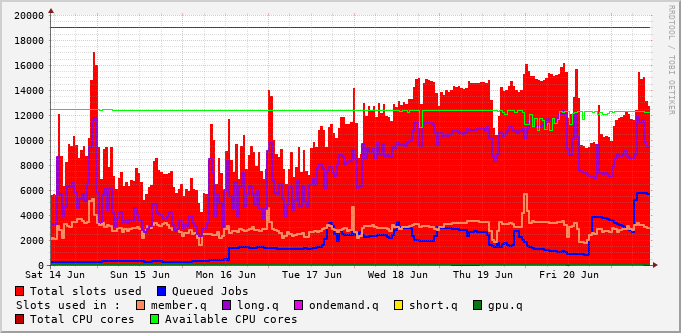 RRDTOOL / TOBI OETIKER
20000
18000
16000
14000
12000
10000
8000
6000
4000
2000
0
Sat 14 Jun Sun 15 Jun Mon 16 Jun Tue 17 Jun Wed 18 Jun Thu 19 Jun Fri 20 Jun
Total slots used Queued Jobs
Slots used in : member.q long.q ondemand.q short.q gpu.q
Total CPU cores Available CPU cores